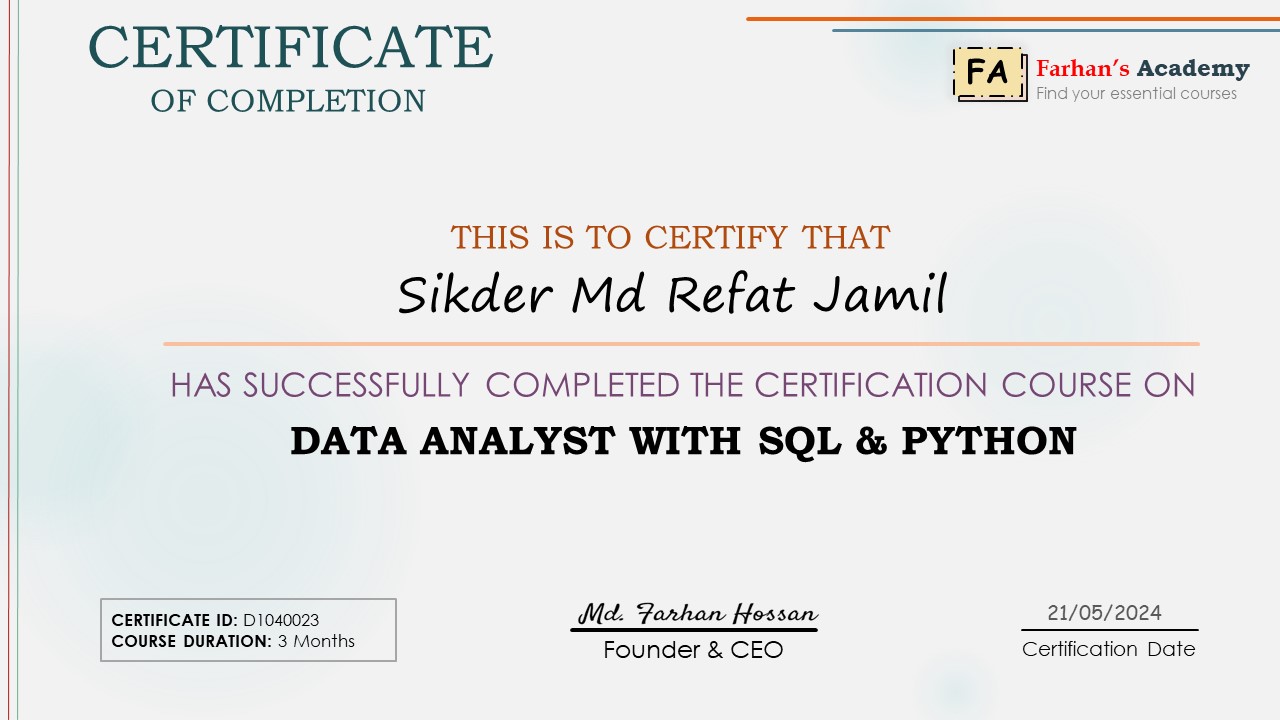 CERTIFICATE
OF COMPLETION
FA
Farhan's Academy
Find your essential courses
THIS IS TO CERTIFY THAT
Sikder Md Refat Jamil
HAS SUCCESSFULLY COMPLETED THE CERTIFICATION COURSE ON
DATA ANALYST WITH SQL & PYTHON
CERTIFICATE ID: D1040023
COURSE DURATION: 3 Months
Md. Farhan Hossan
Founder & CEO
21/05/2024
Certification Date